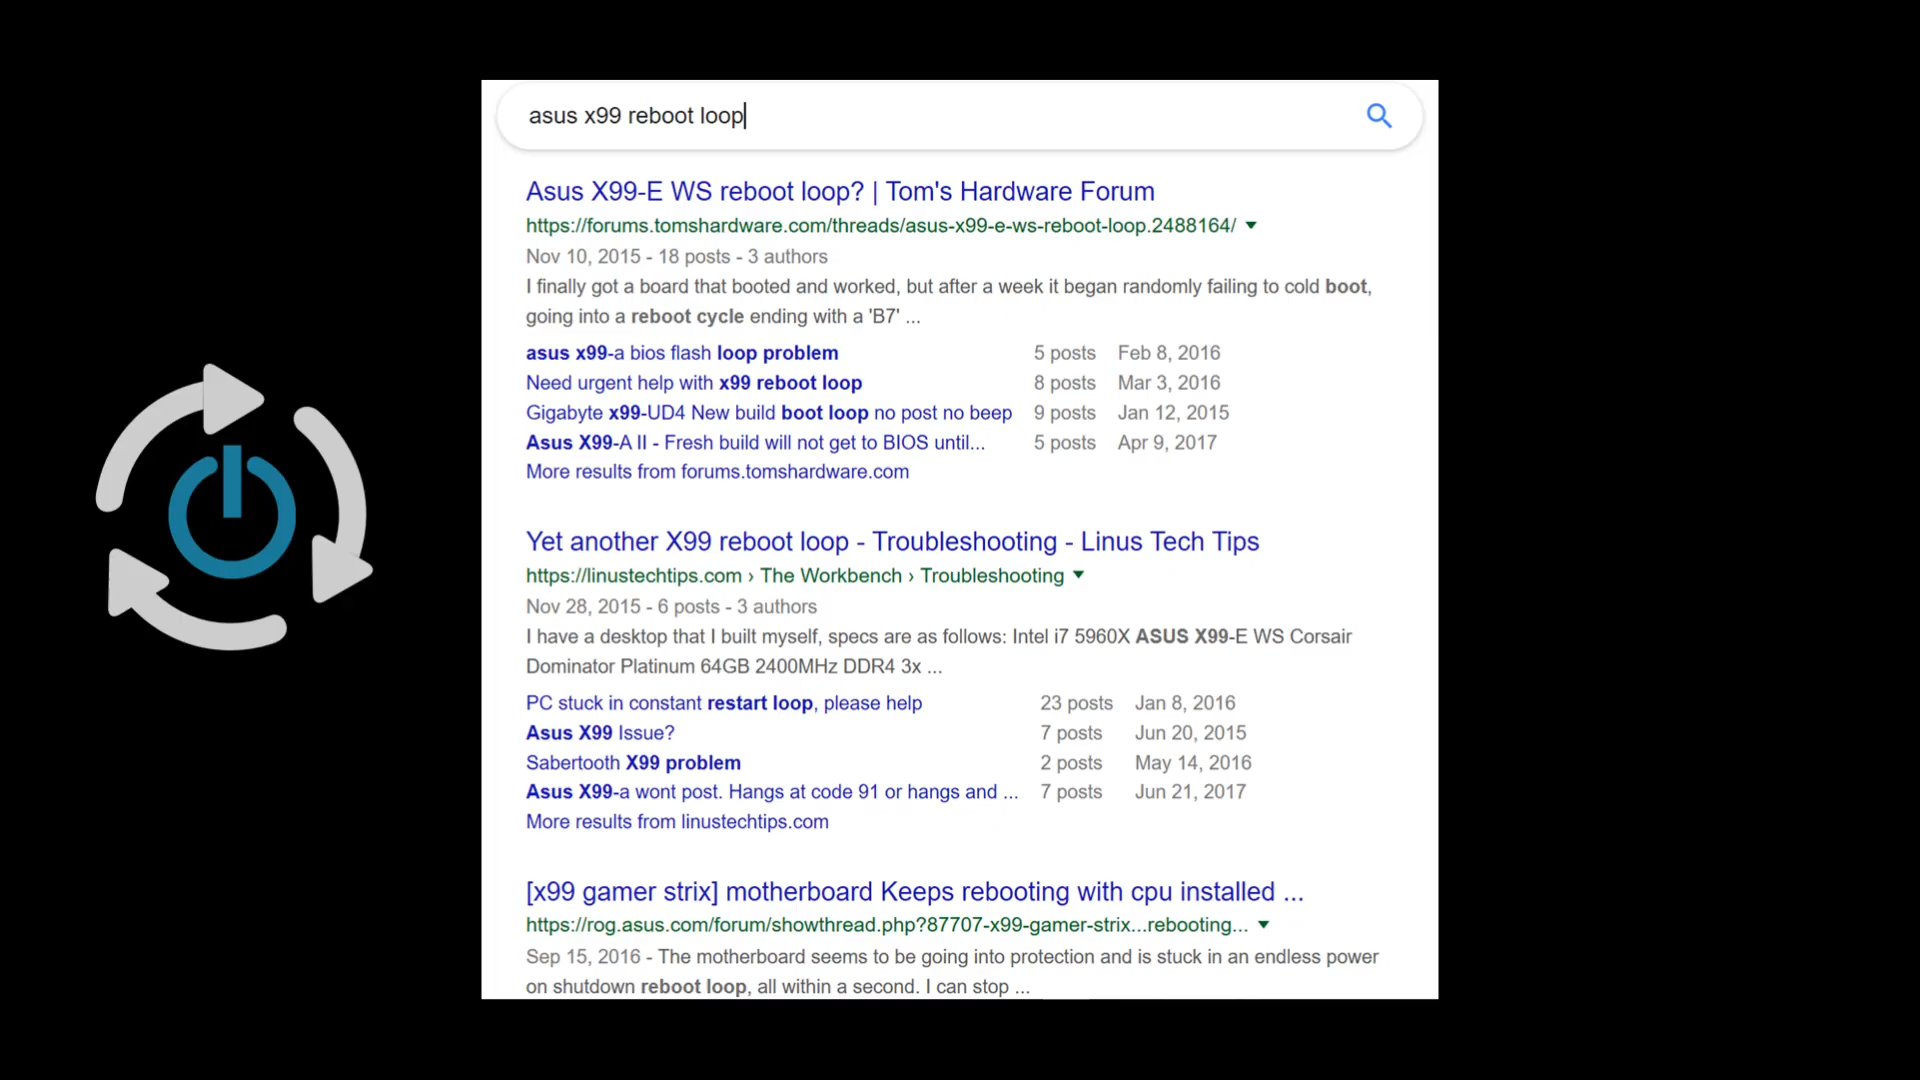 asus x99 reboot loop
Asus X99-E WS reboot loop? | Tom's Hardware Forum
https://forums.tomshardware.com/threads/asus-x99-e-ws-reboot-loop.2488164/
Nov 10, 2015 - 18 posts - 3 authors
I finally got a board that booted and worked, but after a week it began randomly failing to cold boot,
going into a reboot cycle ending with a 'B7' ...
asus x99-a bios flash loop problem 5 posts Feb 8, 2016
Need urgent help with x99 reboot loop 8 posts Mar 3, 2016
Gigabyte x99-UD4 New build boot loop no post no beep 9 posts Jan 12, 2015
Asus X99-A II - Fresh build will not get to BIOS until... 5 posts Apr 9, 2017
More results from forums.tomshardware.com
Yet another X99 reboot loop - Troubleshooting - Linus Tech Tips
https://linustechtips.com › The Workbench › Troubleshooting
Nov 28, 2015 - 6 posts - 3 authors
I have a desktop that I built myself, specs are as follows: Intel i7 5960X ASUS X99-E WS Corsair
Dominator Platinum 64GB 2400MHz DDR4 3x ...
PC stuck in constant restart loop, please help 23 posts Jan 8, 2016
Asus X99 Issue? 7 posts Jun 20, 2015
Sabertooth X99 problem 2 posts May 14, 2016
Asus X99-a wont post. Hangs at code 91 or hangs and ... 7 posts Jun 21, 2017
More results from linustechtips.com
[x99 gamer strix] motherboard Keeps rebooting with cpu installed ...
https://rog.asus.com/forum/showthread.php?87707-x99-gamer-strix...rebooting...
Sep 15, 2016 - The motherboard seems to be going into protection and is stuck in an endless power
on shutdown reboot loop, all within a second. I can stop ...